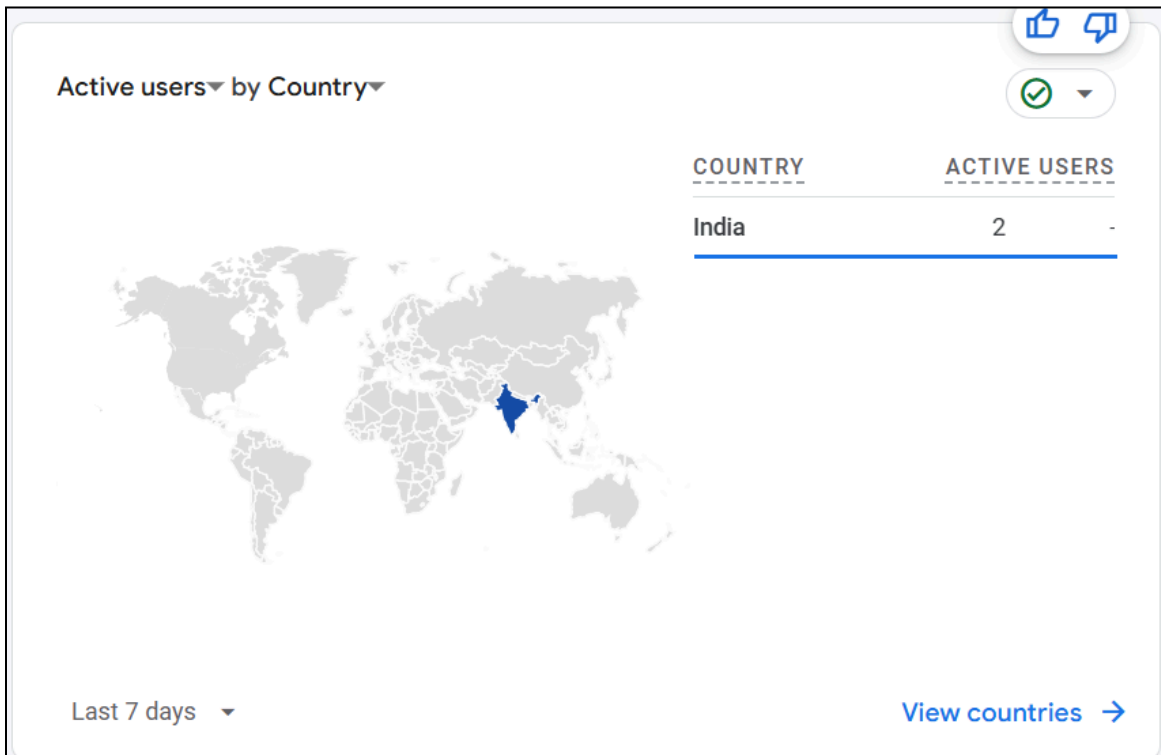 Active users by Country
COUNTRY ACTIVE USERS
India 2 -
Last 7 days
View countries